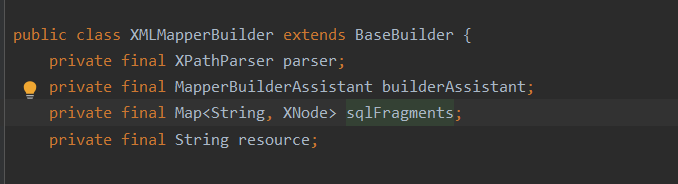 public class XMLMapperBuilder extends BaseBuilder {
private final XPathParser parser;
private final MapperBuilderAssistant builderAssistant;
private final Map<String, XNode> sqlFragments;
private final String resource;